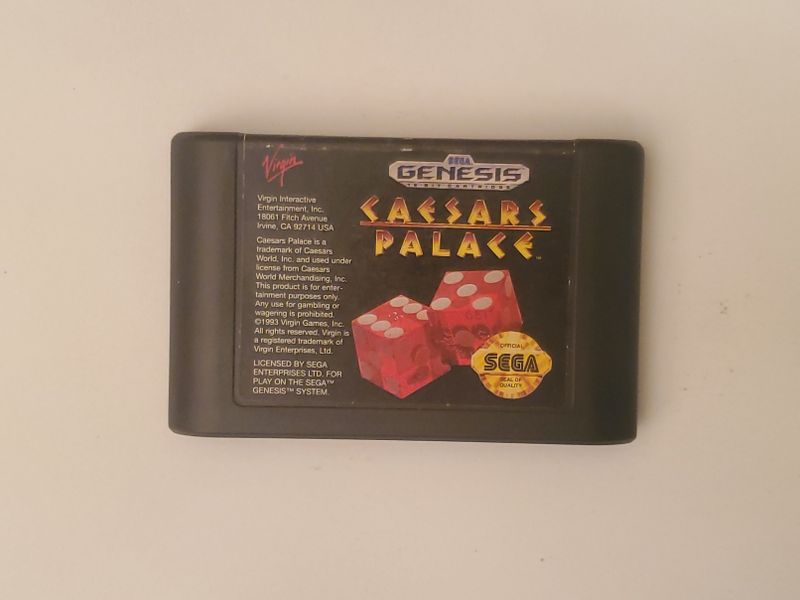 Virgin
Virgin Interactive
Entertainment, Inc.
18061 Fitch Avenue
Irvine, CA 92714 USA
Caesars Palace is a
trademark of Caesars
World, Inc. and used under
license from Caesars
World Merchandising, Inc.
This product is for enter-
tainment purposes only.
Any use for gambling or
wagering is prohibited.
©1993 Virgin Games, Inc.
All rights reserved. Virgin is
a registered trademark of
Virgin Enterprises, Ltd.
LICENSED BY SEGA
ENTERPRISES LTD. FOR
PLAY ON THE SEGA™
GENESIS™ SYSTEM.
SEGA
GENESIS
16-BIT CARTRIDGE
CAESARS
PALACE™
OFFICIAL
SEGA
SEAL OF
QUALITY